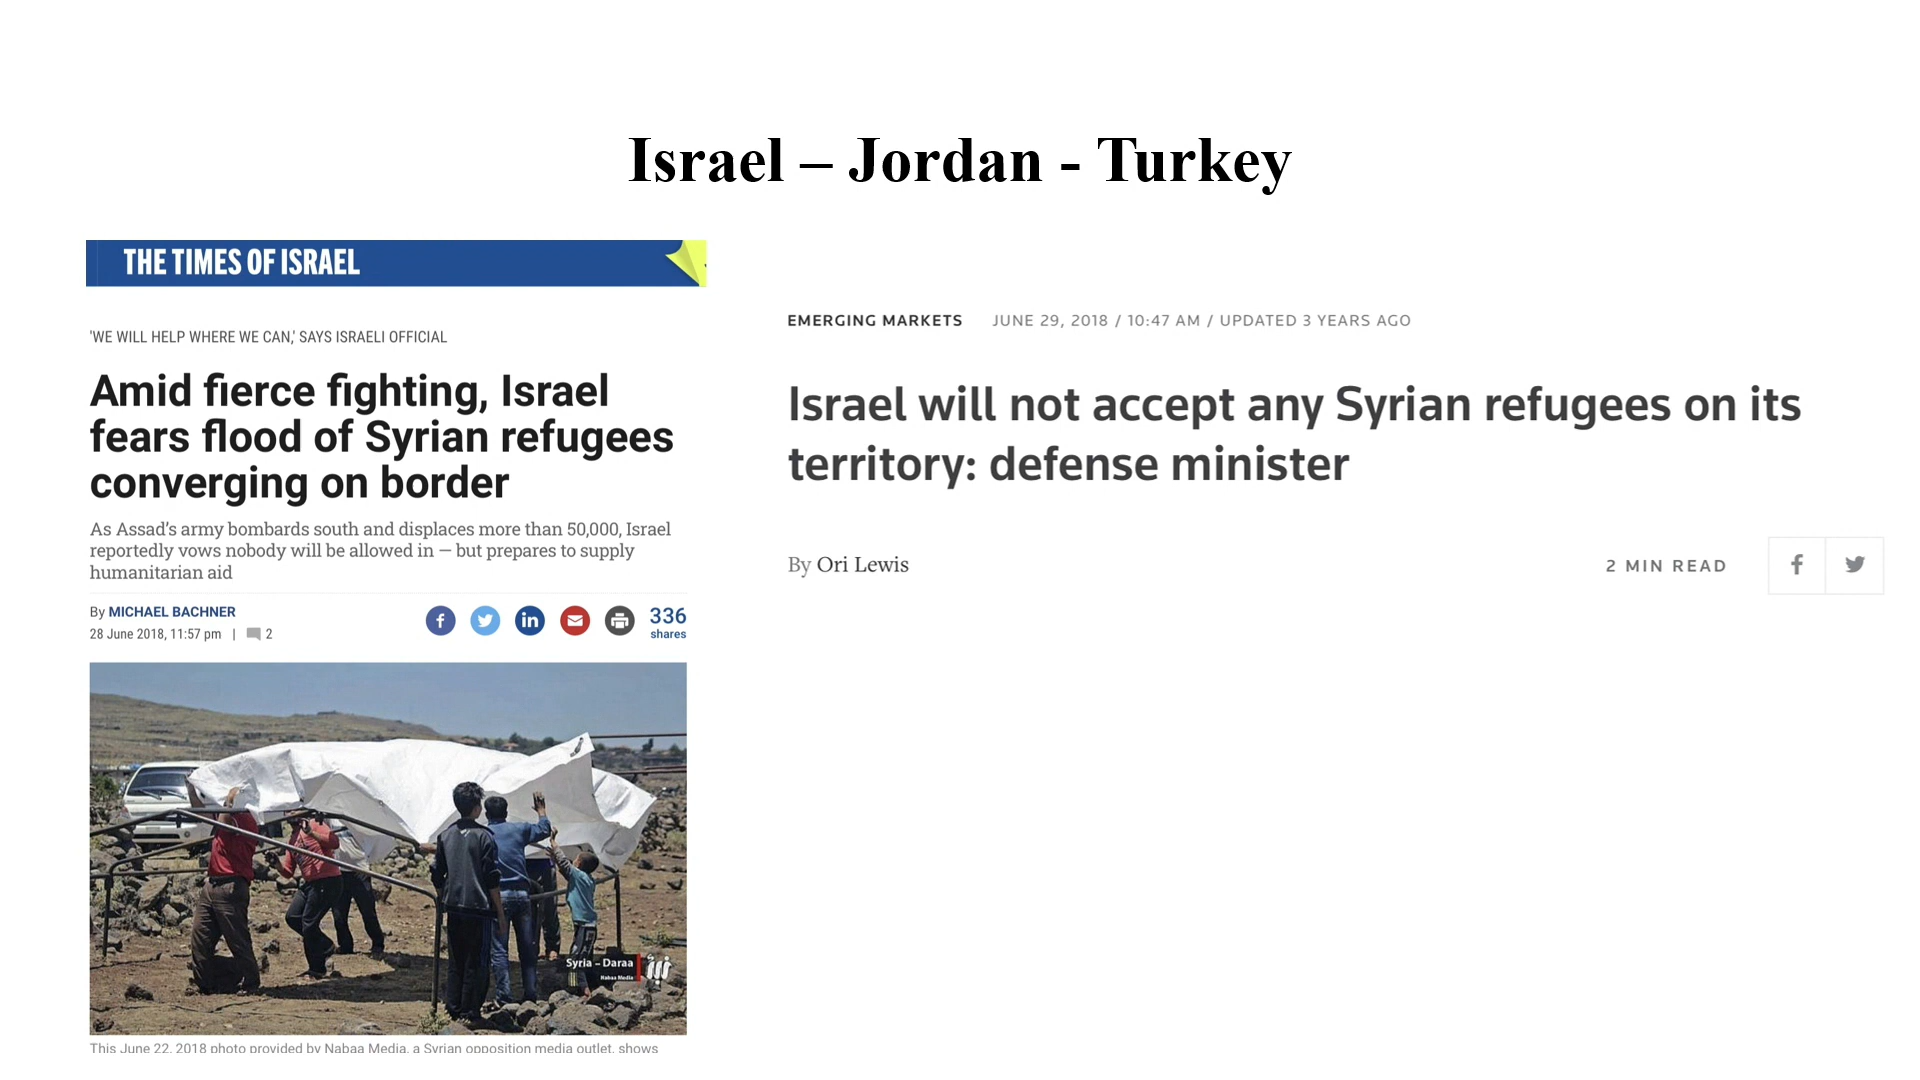 Israel – Jordan - Turkey
THE TIMES OF ISRAEL
'WE WILL HELP WHERE WE CAN,' SAYS ISRAELI OFFICIAL
Amid fierce fighting, Israel
fears flood of Syrian refugees
converging on border
As Assad’s army bombards south and displaces more than 50,000, Israel
reportedly vows nobody will be allowed in — but prepares to supply
humanitarian aid
By MICHAEL BACHNER
28 June 2018, 11:57 pm | 2
336
shares
Syria – Daraa
Nabaa Media
This June 22, 2018 photo provided by Nabaa Media, a Syrian opposition media outlet, shows
EMERGING MARKETS JUNE 29, 2018 / 10:47 AM / UPDATED 3 YEARS AGO
Israel will not accept any Syrian refugees on its
territory: defense minister
By Ori Lewis
2 MIN READ